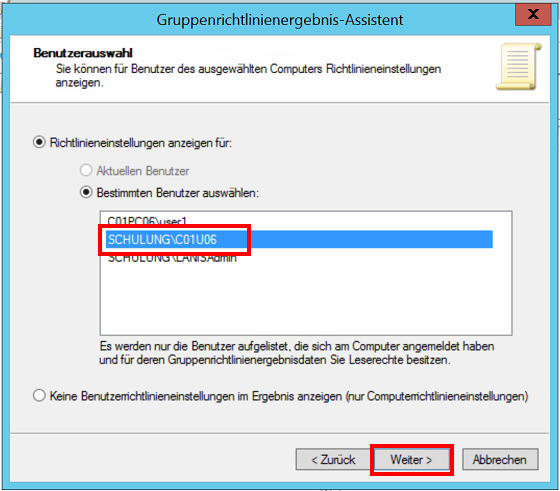 Gruppenrichtlinienergebnis-Assistent
x
Benutzerauswahl
Sie können für Benutzer des ausgewählten Computers Richtlinieneinstellungen
anzeigen.
Richtlinieneinstellungen anzeigen für:
Aktuellen Benutzer
Bestimmten Benutzer auswählen:
C01PC06\user1
SCHULUNG\C01U06
SCHULUNG\LANISAdmin
Es werden nur die Benutzer aufgelistet, die sich am Computer angemeldet haben
und für deren Gruppenrichtlinienergebnisdaten Sie Leserechte besitzen.
Keine Benutzerrichtlinieneinstellungen im Ergebnis anzeigen (nur Computerrichtlinieneinstellungen)
< Zurück Weiter > Abbrechen